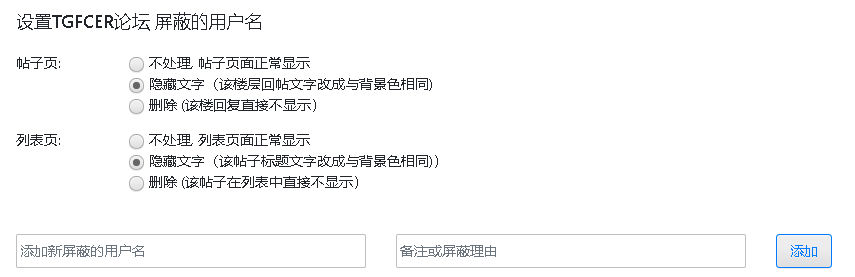 设置TGFCER论坛 屏蔽的用户名
帖子页:
不处理, 帖子页面正常显示
隐藏文字（该楼层回帖文字改成与背景色相同)
删除 (该楼回复直接不显示）
列表页:
不处理, 列表页面正常显示
隐藏文字（该帖子标题文字改成与背景色相同)）
删除 (该帖子在列表中直接不显示）
添加新屏蔽的用户名 备注或屏蔽理由 添加